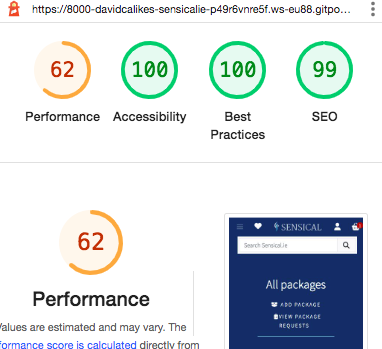 https://8000-davidcalikes-sensicalie-p49r6vnre5f.ws-eu88.gitpo...
62
100
100
99
Performance
Accessibility
Best
Practices
SEO
62
Performance
Values are estimated and may vary. The
formance score is calculated directly from
SENSICAL
Search Sensical.ie
All packages
ADD PACKAGE
VIEW PACKAGE
REQUESTS